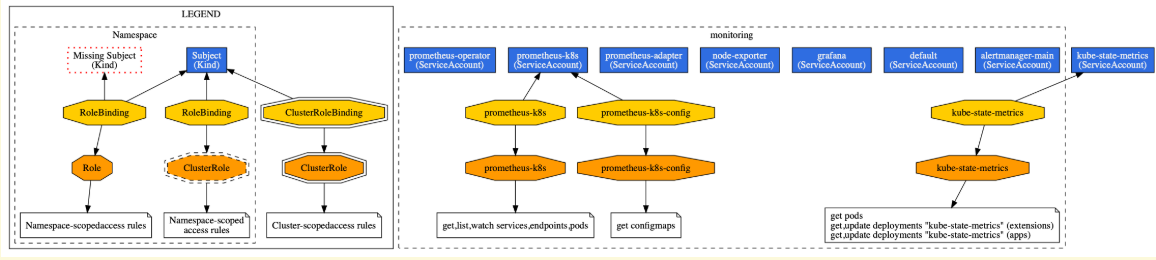 LEGEND
Namespace
Missing Subject
(Kind)
Subject
(Kind)
RoleBinding
RoleBinding
ClusterRoleBinding
Role
ClusterRole
ClusterRole
Namespace-scopedaccess rules
Namespace-scoped
access rules
Cluster-scopedaccess rules
monitoring
prometheus-operator
(ServiceAccount)
prometheus-k8s
(ServiceAccount)
prometheus-adapter
(ServiceAccount)
node-exporter
(ServiceAccount)
grafana
(ServiceAccount)
default
(ServiceAccount)
alertmanager-main
(ServiceAccount)
kube-state-metrics
(ServiceAccount)
prometheus-k8s
prometheus-k8s-config
kube-state-metrics
prometheus-k8s
prometheus-k8s-config
kube-state-metrics
get,list,watch services,endpoints,pods
get configmaps
get pods
get,update deployments "kube-state-metrics" (extensions)
get,update deployments "kube-state-metrics" (apps)